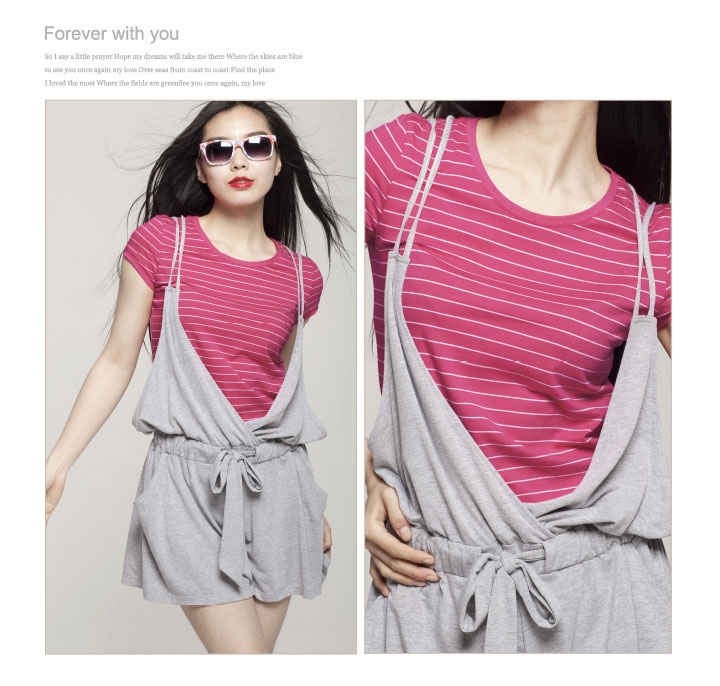 Forever with you
So I say a little prayer Hope my dreams will take me there Where the skies are blue
to see you once again my love Over seas from coast to coast Find the place
I loved the most Where the fields are greenSee you once again, my love